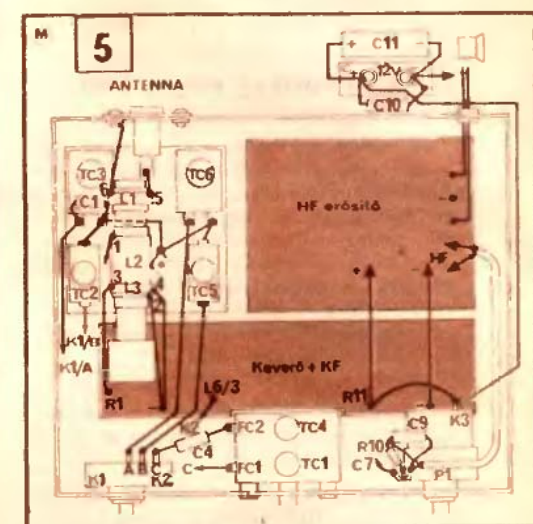 M
5
ANTENNA
+ C11 −
12V
C10
TC3
TC6
C1
6
L1
5
HF erősítő
1
L2
3
L3
4
TC2
TC5
HF
+
−
K1/B
K1/A
Keverő + KF
R1
L6/3
R11
K3
K2
C4
FC2
TC4
C9
R10
A B C
C
FC1
TC1
C7
P1
K1
K2